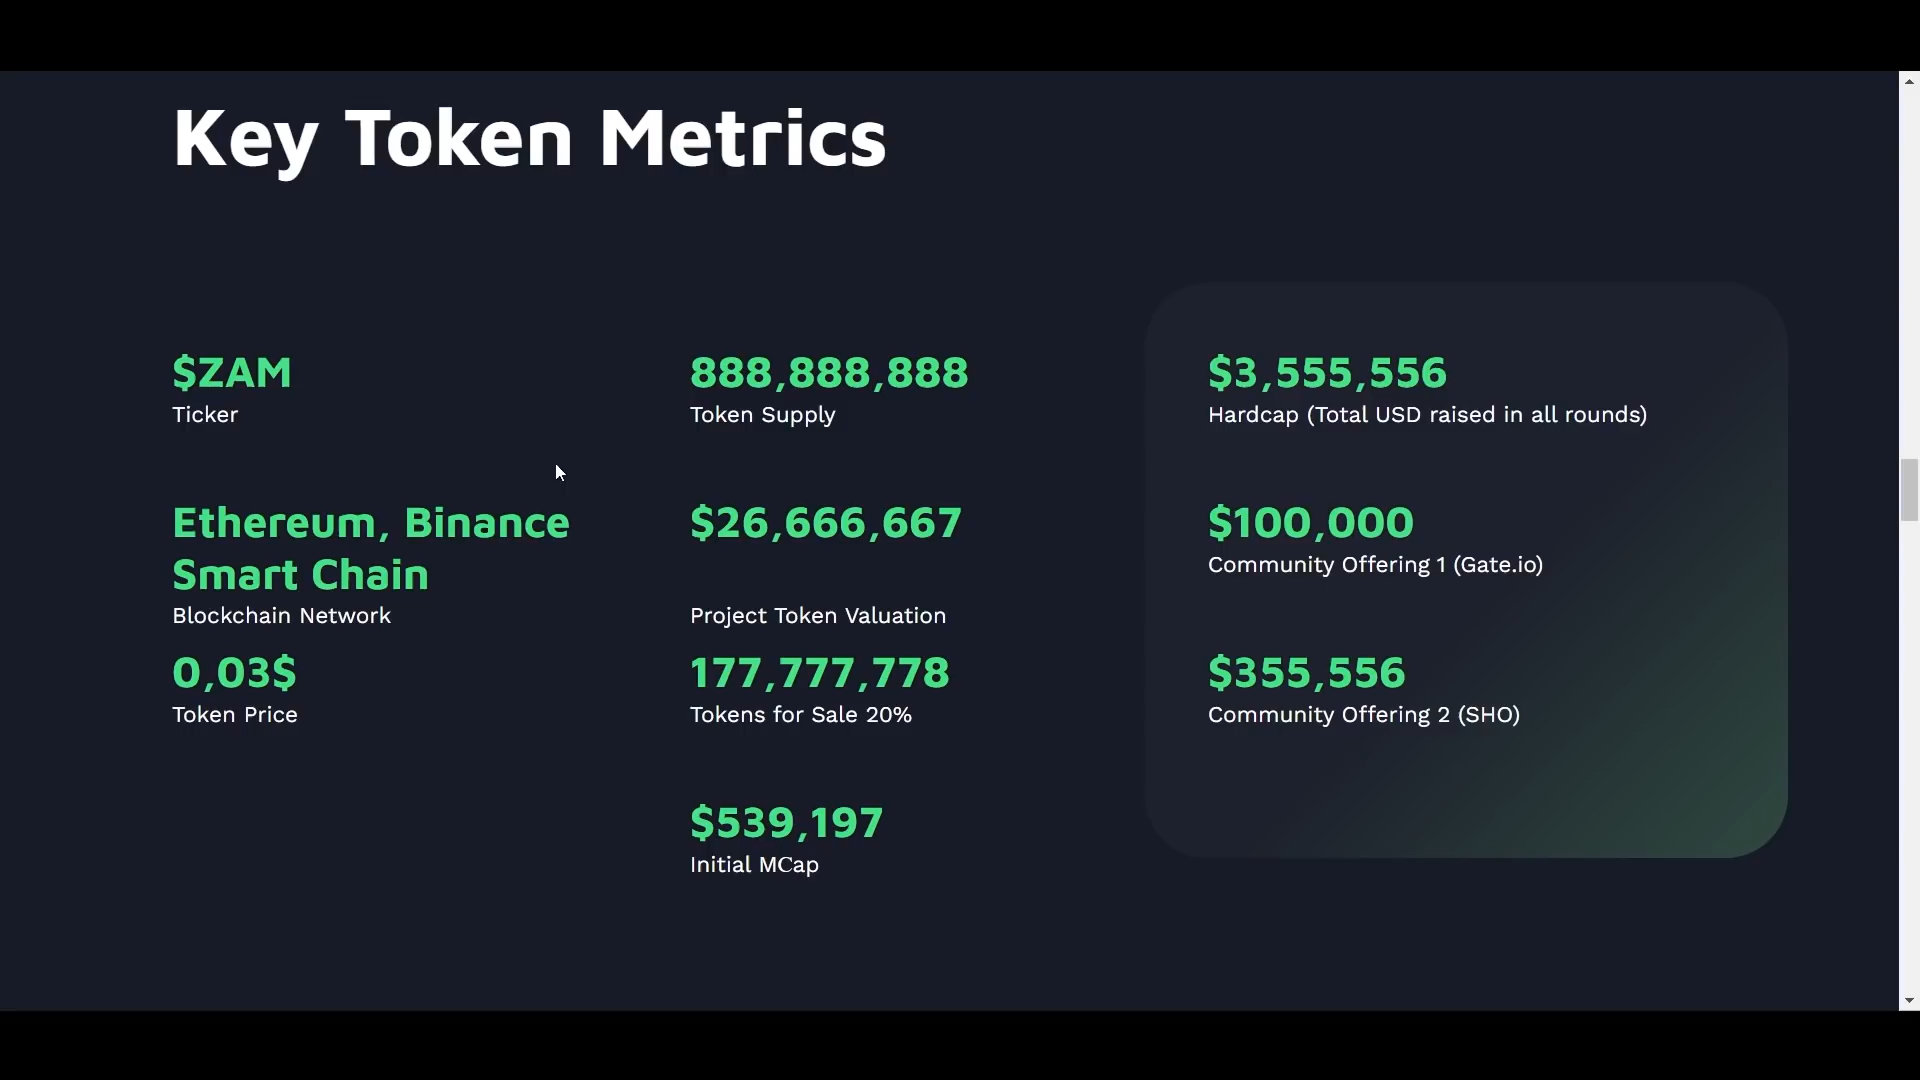 Key Token Metrics
$ZAM
Ticker
Ethereum, Binance
Smart Chain
Blockchain Network
0,03$
Token Price
888,888,888
Token Supply
$26,666,667
Project Token Valuation
177,777,778
Tokens for Sale 20%
$539,197
Initial MCap
$3,555,556
Hardcap (Total USD raised in all rounds)
$100,000
Community Offering 1 (Gate.io)
$355,556
Community Offering 2 (SHO)